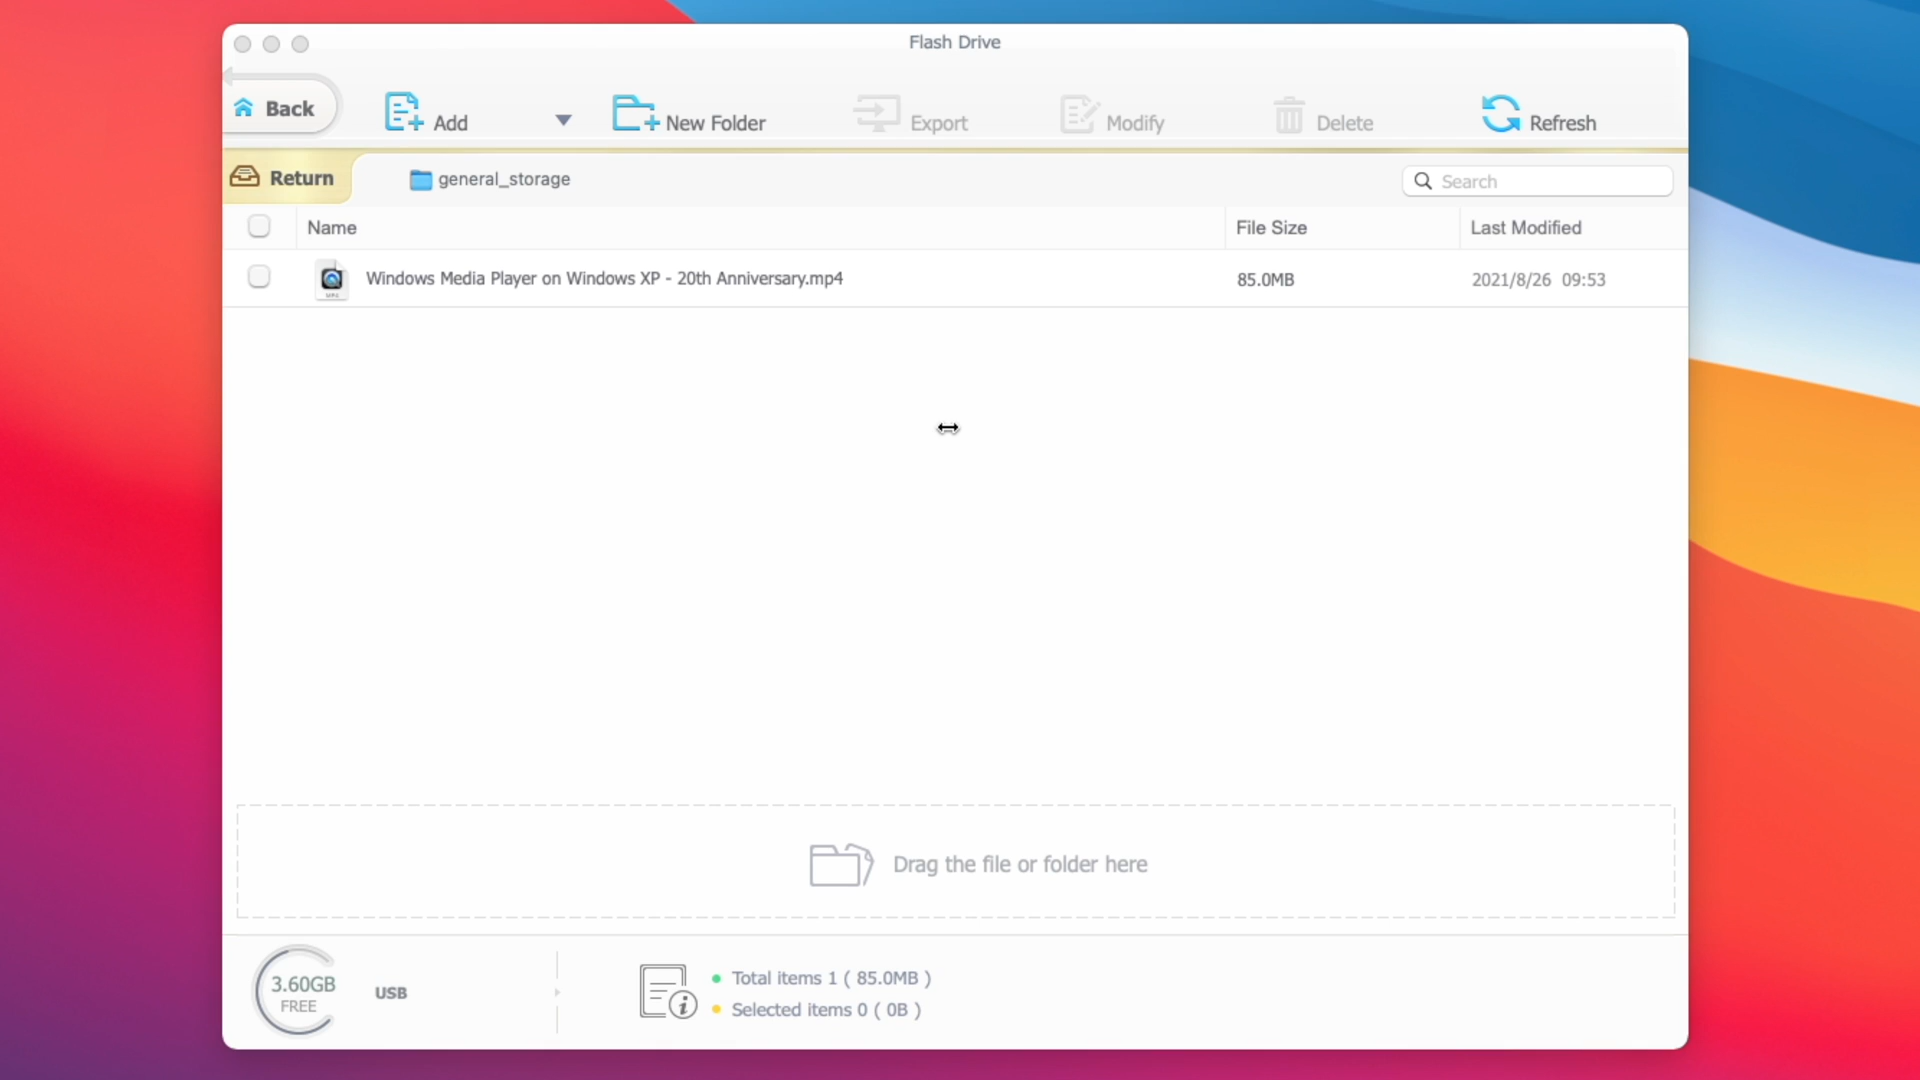 Flash Drive
Back
Add
New Folder
Export
Modify
Delete
Refresh
Return
general_storage
Search
Name
File Size
Last Modified
Windows Media Player on Windows XP - 20th Anniversary.mp4
85.0MB
2021/8/26 09:53
Drag the file or folder here
3.60GB
FREE
USB
Total items 1 ( 85.0MB )
Selected items 0 ( 0B )